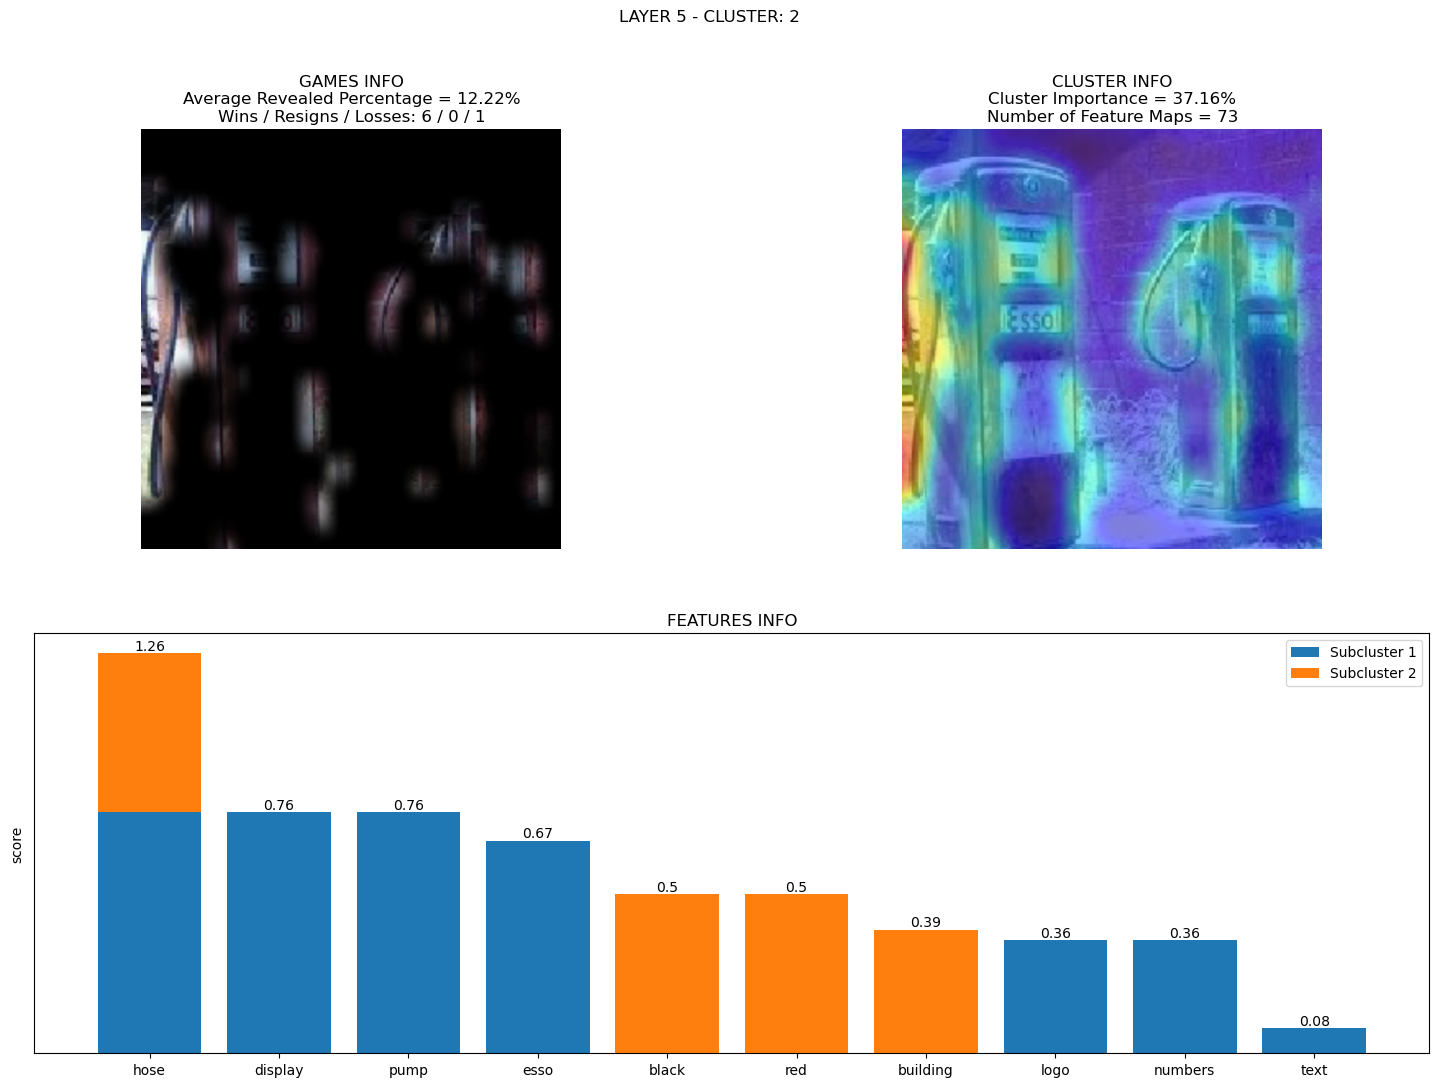 LAYER 5 - CLUSTER: 2
GAMES INFO
Average Revealed Percentage = 12.22%
Wins / Resigns / Losses: 6 / 0 / 1
CLUSTER INFO
Cluster Importance = 37.16%
Number of Feature Maps = 73
ESSO
FEATURES INFO
score
1.26
0.76
0.76
0.67
0.5
0.5
0.39
0.36
0.36
0.08
Subcluster 1
Subcluster 2
hose display pump esso black red building logo numbers text